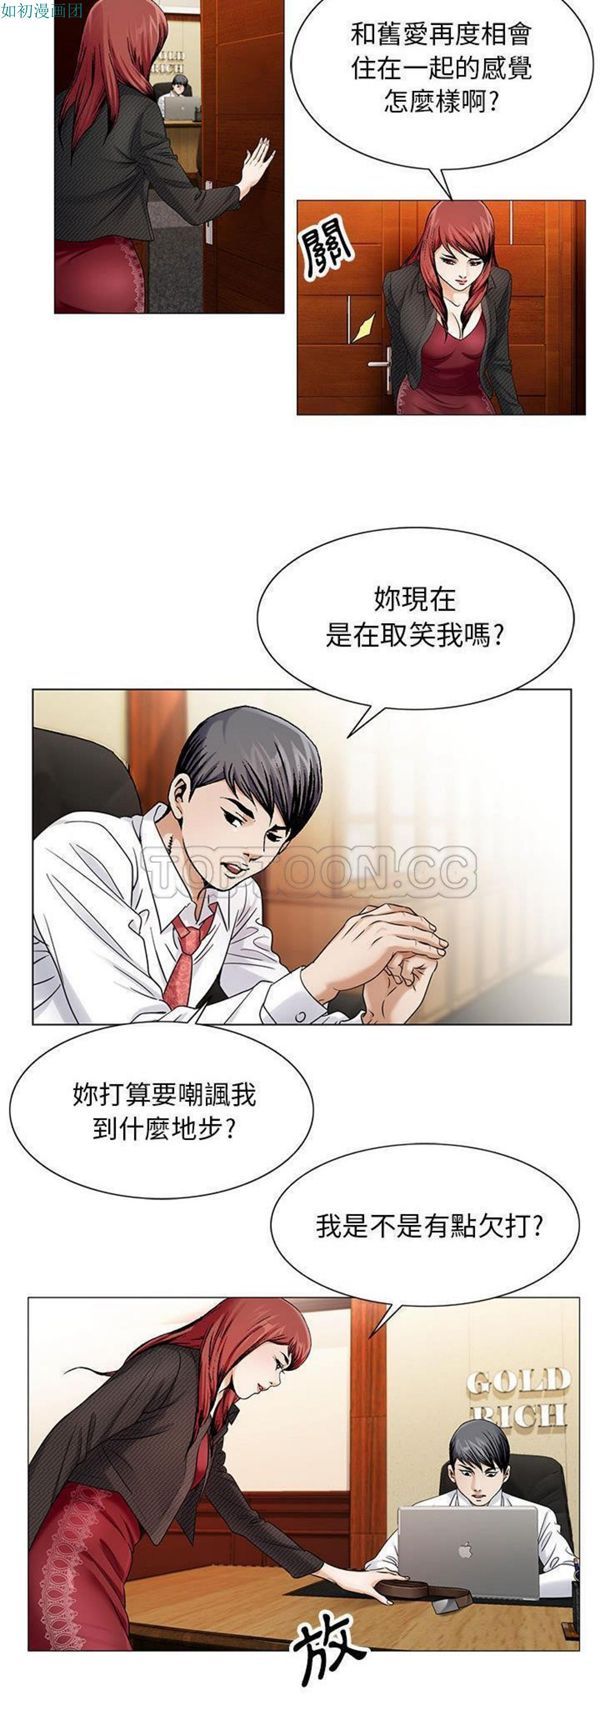 如初漫画团
和舊愛再度相會
住在一起的感覺
怎麼樣啊?
關
妳現在
是在取笑我嗎?
TOPTOON.CC
妳打算要嘲諷我
到什麼地步?
我是不是有點欠打?
GOLD
RICH
放